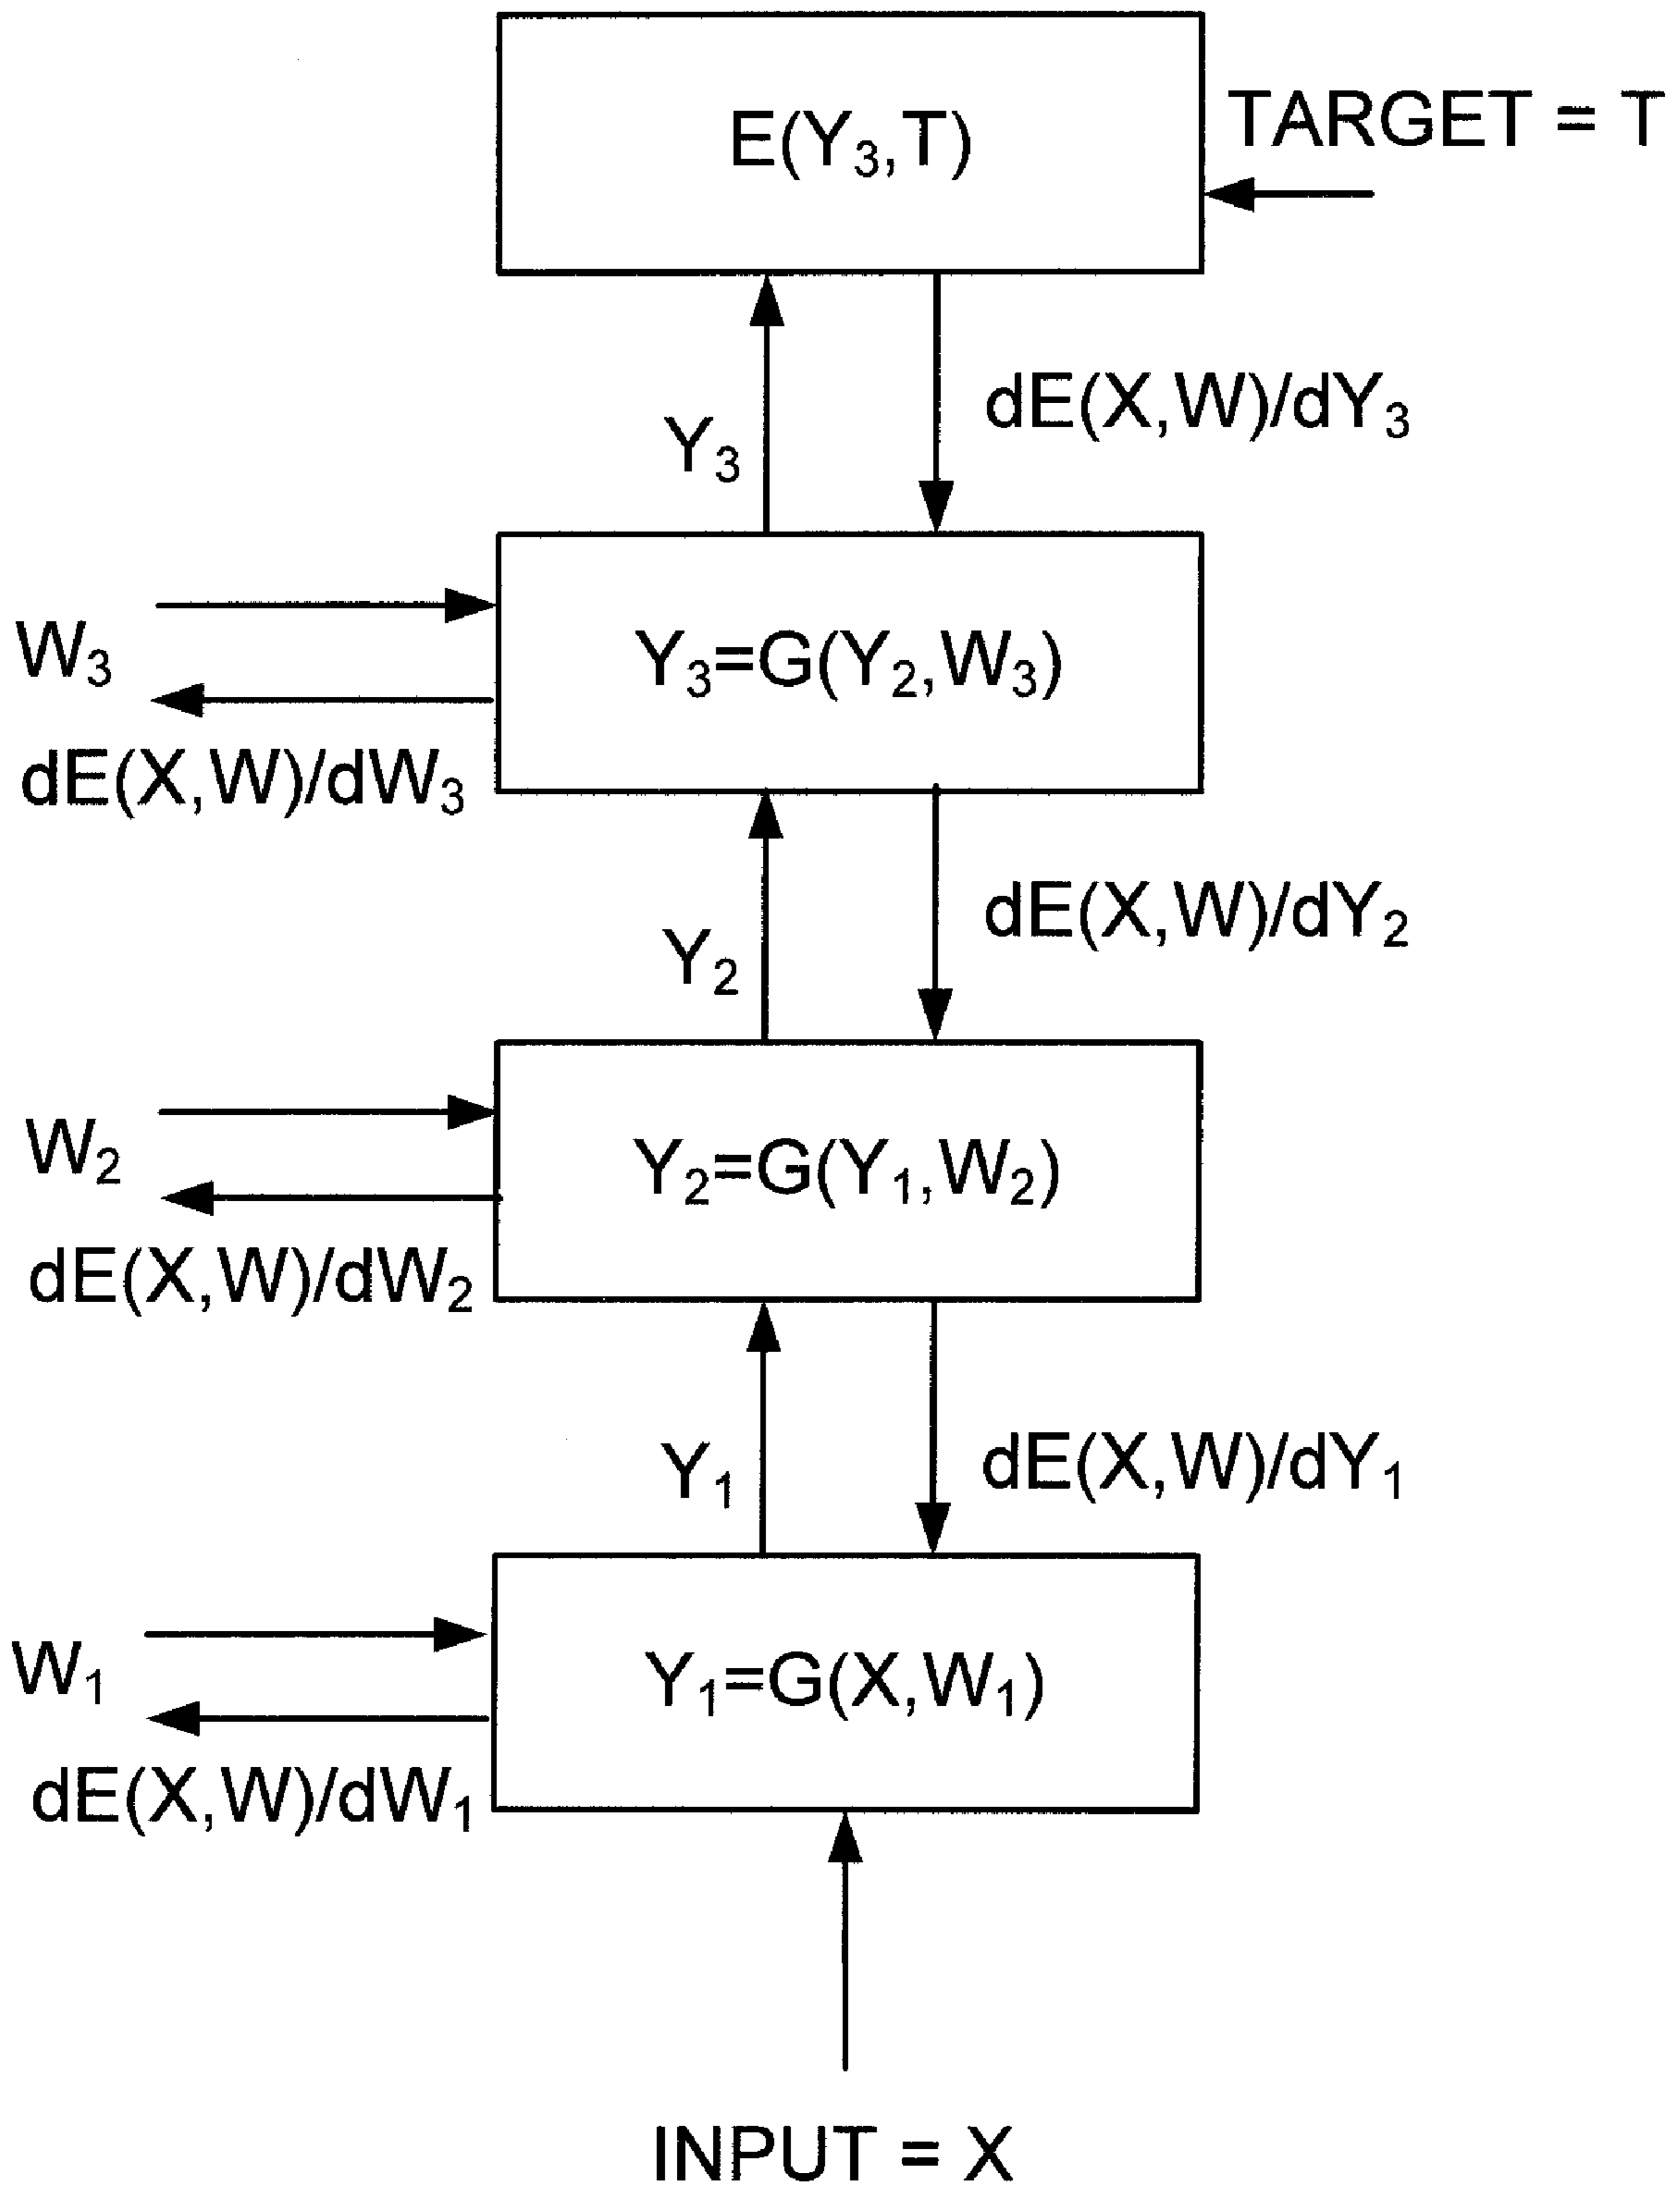 E(Y₃,T)
TARGET = T
Y₃
dE(X,W)/dY₃
W₃
Y₃=G(Y₂,W₃)
dE(X,W)/dW₃
Y₂
dE(X,W)/dY₂
W₂
Y₂=G(Y₁,W₂)
dE(X,W)/dW₂
Y₁
dE(X,W)/dY₁
W₁
Y₁=G(X,W₁)
dE(X,W)/dW₁
INPUT = X